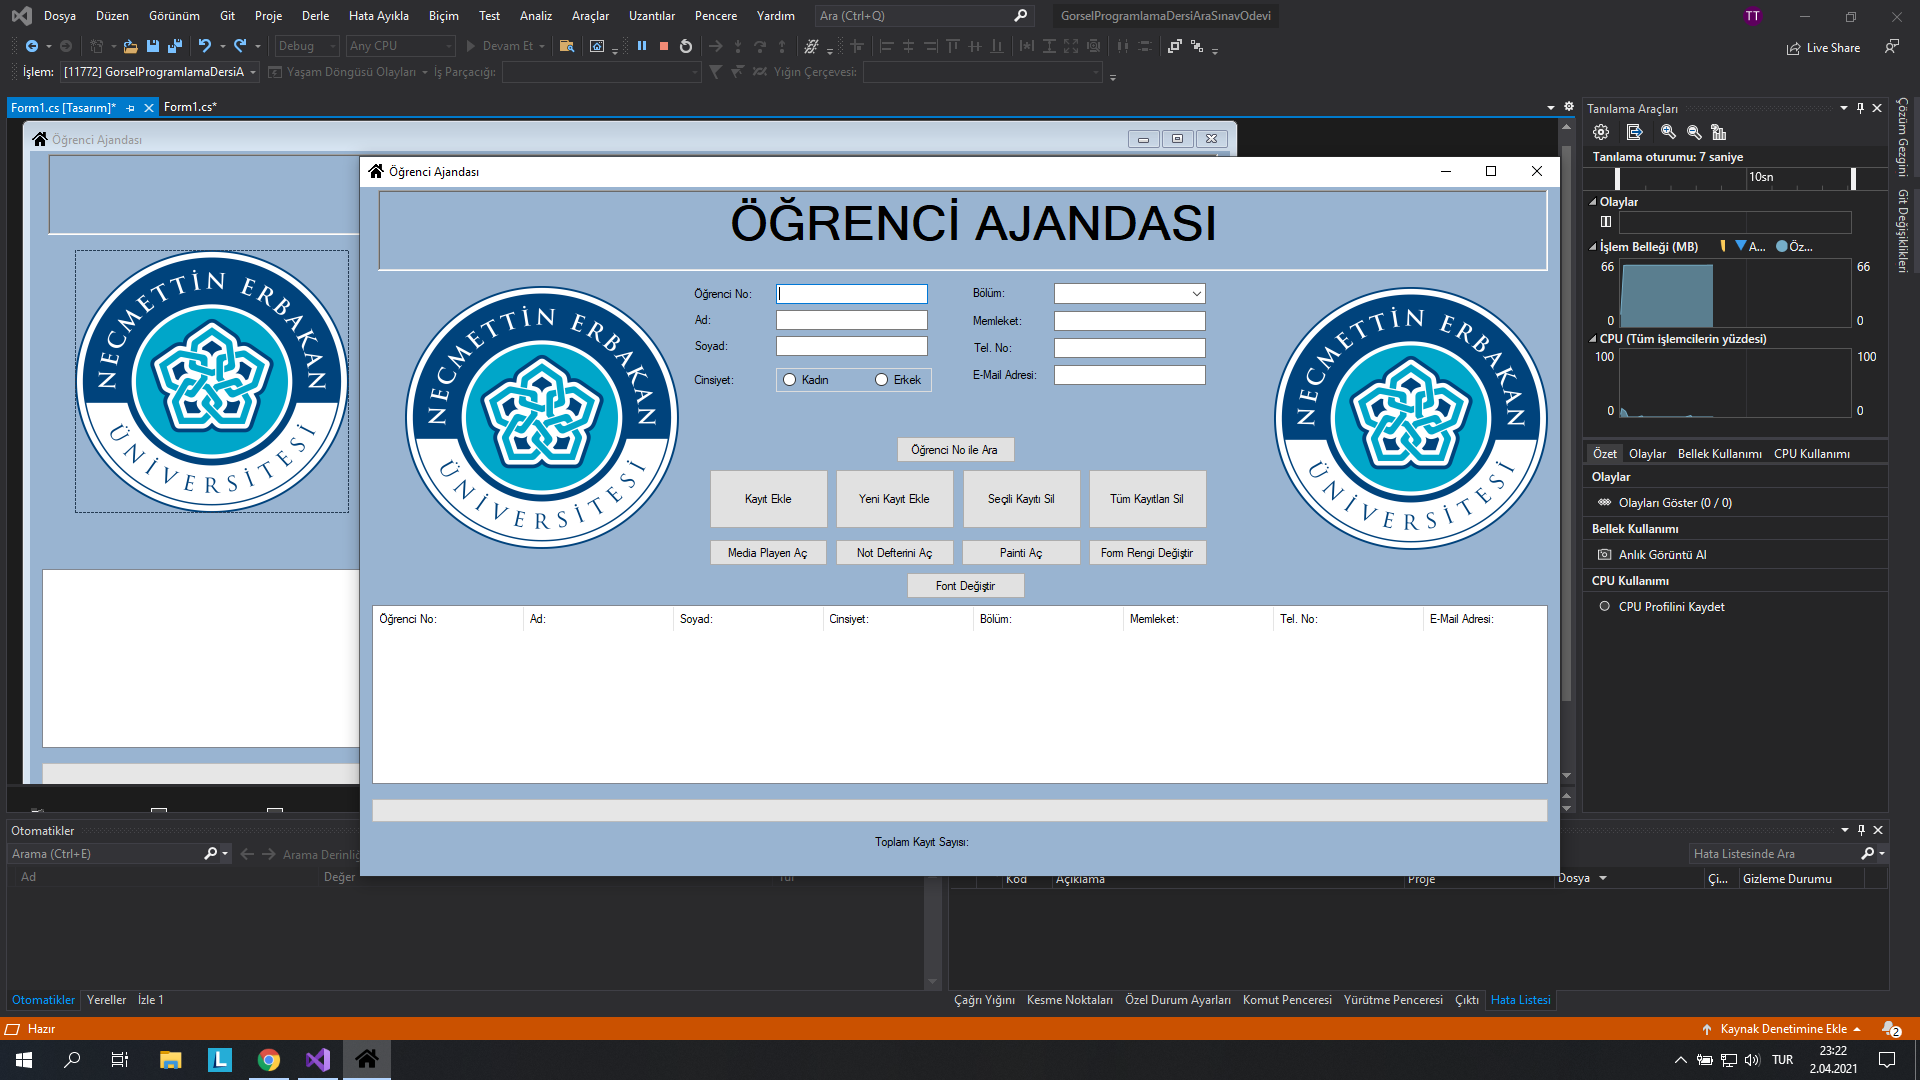 Dosya Düzen Görünüm Git Proje Derle Hata Ayıkla Biçim Test Analiz Araçlar Uzantılar Pencere Yardım Ara (Ctrl+Q) GorselProgramlamaDersiAraSınavOdevi TT
Debug Any CPU Devam Et Live Share
İşlem: [11772] GorselProgramlamaDersiA Yaşam Döngüsü Olayları İş Parçacığı: Yığın Çerçevesi:
Form1.cs [Tasarım]* Form1.cs*
Öğrenci Ajandası
NECMETTİN ERBAKAN
ÜNİVERSİTESİ
Öğrenci Ajandası
ÖĞRENCİ AJANDASI
NECMETTİN ERBAKAN
ÜNİVERSİTESİ
Öğrenci No:
Ad:
Soyad:
Cinsiyet: Kadın Erkek
Bölüm:
Memleket:
Tel. No:
E-Mail Adresi:
NECMETTİN ERBAKAN
ÜNİVERSİTESİ
Öğrenci No ile Ara
Kayıt Ekle Yeni Kayıt Ekle Seçili Kayıtı Sil Tüm Kayıtları Sil
Media Playerı Aç Not Defterini Aç Painti Aç Form Rengi Değiştir
Font Değiştir
Öğrenci No: Ad: Soyad: Cinsiyet: Bölüm: Memleket: Tel. No: E-Mail Adresi:
Toplam Kayıt Sayısı:
Tanılama Araçları
Tanılama oturumu: 7 saniye
10sn
Olaylar
İşlem Belleği (MB) A... Öz...
66 66
0 0
CPU (Tüm işlemcilerin yüzdesi)
100 100
0 0
Özet Olaylar Bellek Kullanımı CPU Kullanımı
Olaylar
Olayları Göster (0 / 0)
Bellek Kullanımı
Anlık Görüntü Al
CPU Kullanımı
CPU Profilini Kaydet
Çözüm Gezgini
Git Değişiklikleri
Otomatikler
Arama (Ctrl+E) Arama Derinliğ
Ad Değer Tür
Hata Listesinde Ara
Kod Açıklama Proje Dosya Çi... Gizleme Durumu
Otomatikler Yereller İzle 1
Çağrı Yığını Kesme Noktaları Özel Durum Ayarları Komut Penceresi Yürütme Penceresi Çıktı Hata Listesi
Hazır Kaynak Denetimine Ekle 2
L TUR 23:22
2.04.2021